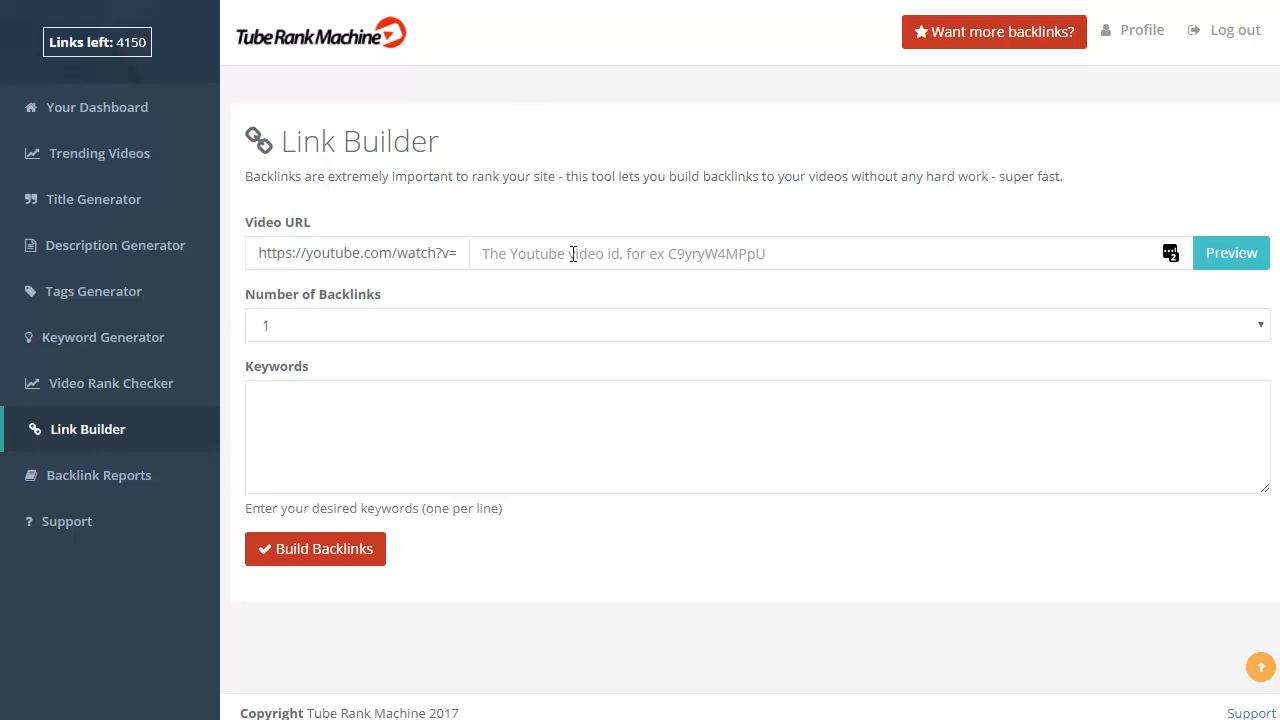 Links left: 4150
Your Dashboard
Trending Videos
Title Generator
Description Generator
Tags Generator
Keyword Generator
Video Rank Checker
Link Builder
Backlink Reports
? Support
Tube Rank Machine
Want more backlinks?
Profile
Log out
Link Builder
Backlinks are extremely important to rank your site - this tool lets you build backlinks to your videos without any hard work - super fast.
Video URL
https://youtube.com/watch?v= The Youtube video id, for ex C9yryW4MPpU 2 Preview
Number of Backlinks
1
Keywords
Enter your desired keywords (one per line)
Build Backlinks
?
Copyright Tube Rank Machine 2017
Support